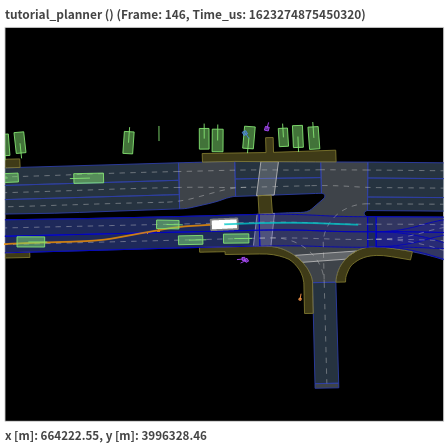 tutorial_planner () (Frame: 146, Time_us: 1623274875450320)
x [m]: 664222.55, y [m]: 3996328.46